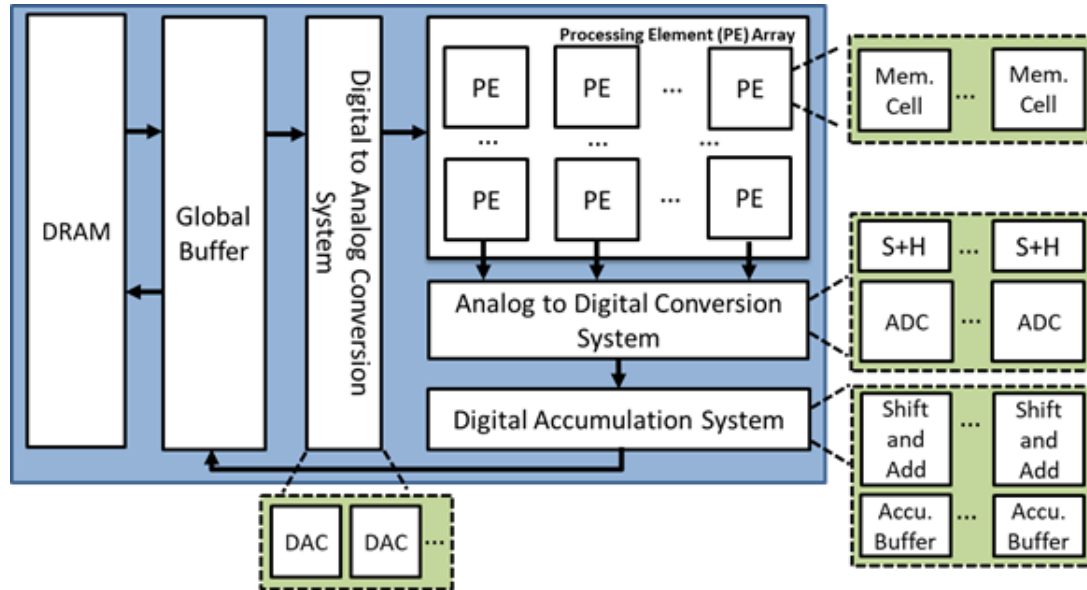 Processing Element (PE) Array
PE PE ... PE
... ... ...
PE PE ... PE
Mem.
Cell
...
Mem.
Cell
DRAM
Global
Buffer
Digital to Analog Conversion
System
Analog to Digital Conversion
System
S+H ... S+H
ADC ... ADC
Digital Accumulation System
Shift
and
Add
...
Shift
and
Add
Accu.
Buffer
...
Accu.
Buffer
DAC DAC ...